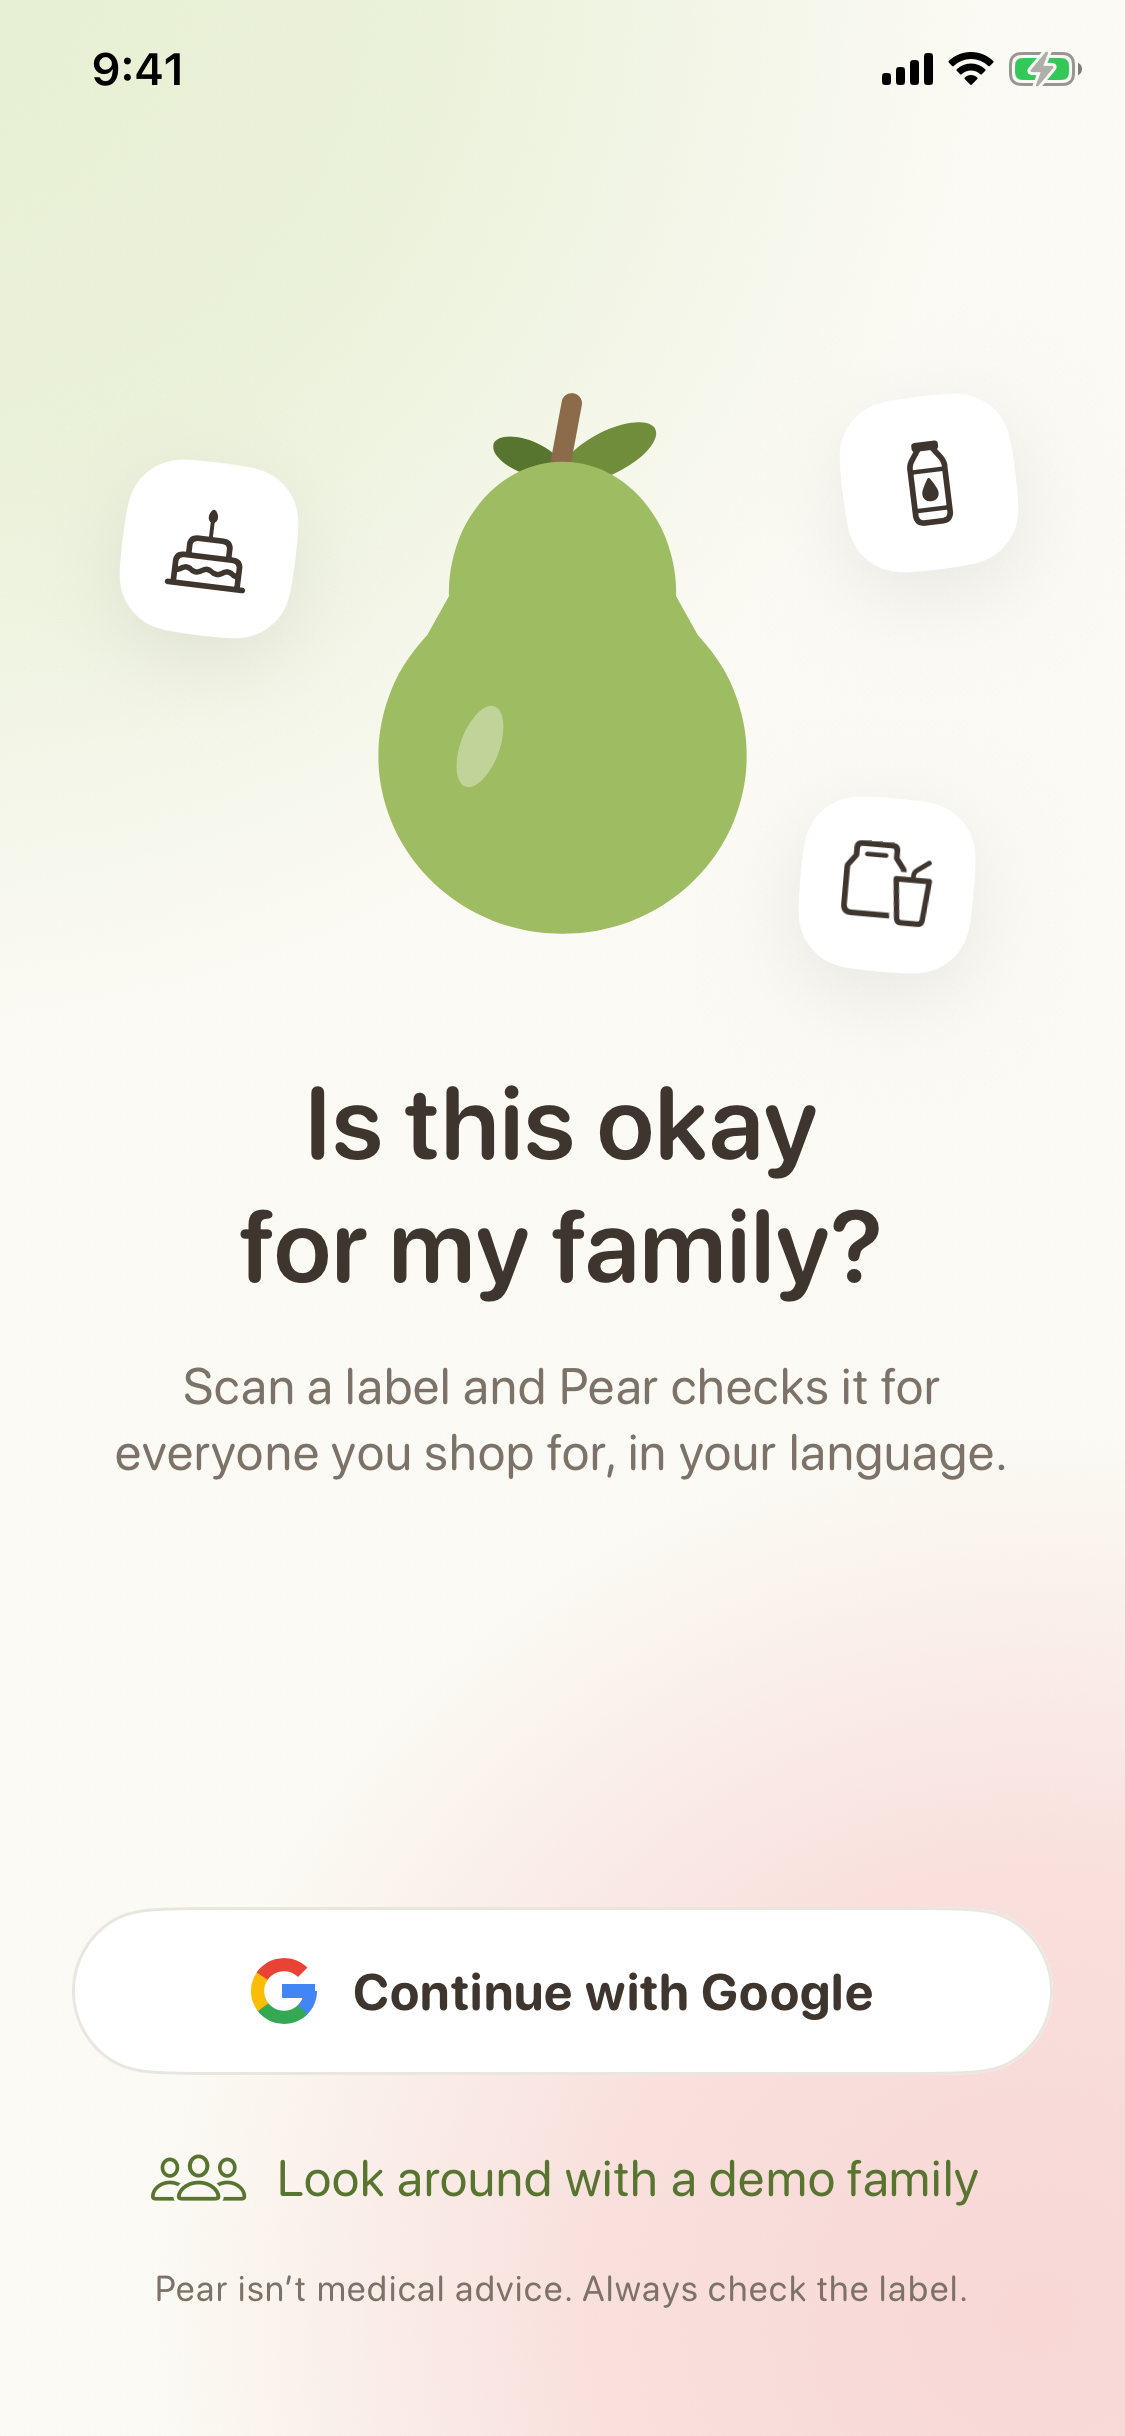 9:41
Is this okay
for my family?
Scan a label and Pear checks it for
everyone you shop for, in your language.
Continue with Google
Look around with a demo family
Pear isn’t medical advice. Always check the label.